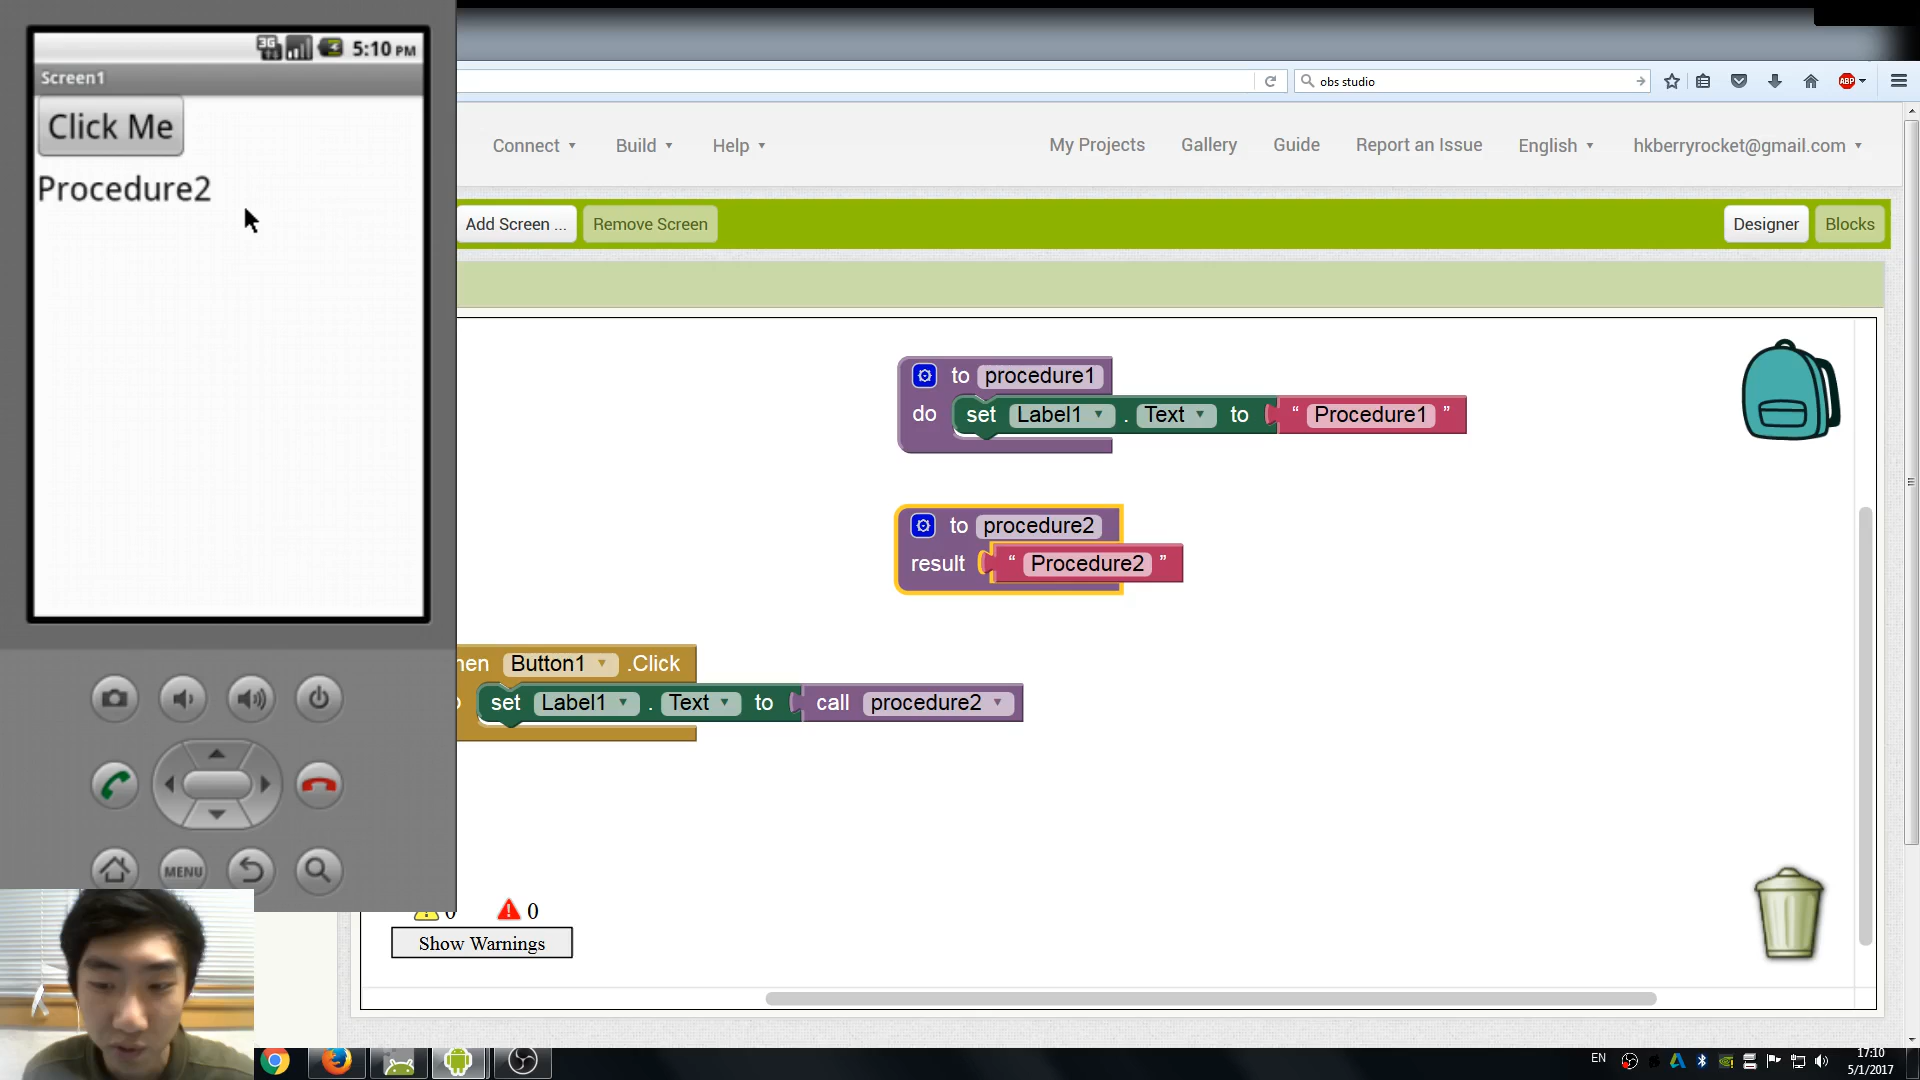 3G
5:10 PM
Screen1
Click Me
Procedure2
MENU
obs studio
ABP
Connect
Build
Help
My Projects
Gallery
Guide
Report an Issue
English
hkberryrocket@gmail.com
Add Screen ...
Remove Screen
Designer
Blocks
to procedure1
do set Label1 . Text to “ Procedure1 ”
to procedure2
result “ Procedure2 ”
hen Button1 .Click
set Label1 . Text to call procedure2
0 0
Show Warnings
EN
17:10
5/1/2017